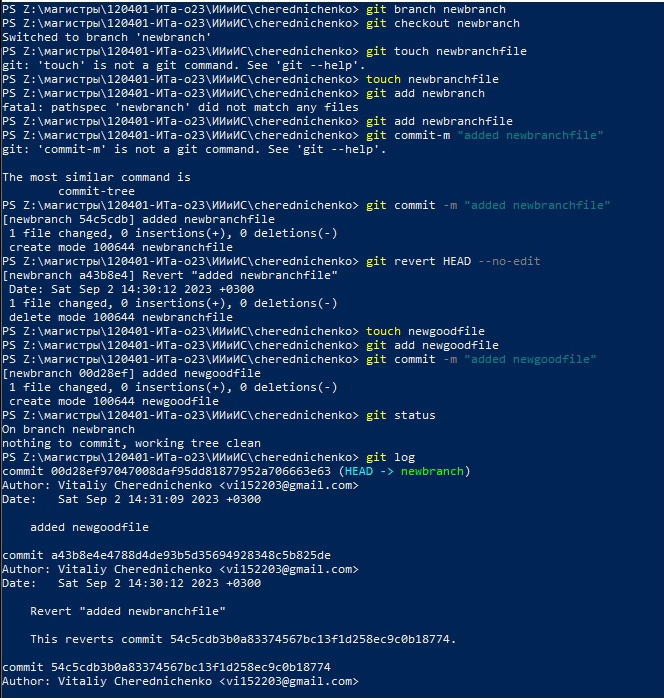 PS Z:\магистры\120401-ИТа-о23\ИИиИС\cherednichenko> git branch newbranch
PS Z:\магистры\120401-ИТа-о23\ИИиИС\cherednichenko> git checkout newbranch
Switched to branch 'newbranch'
PS Z:\магистры\120401-ИТа-о23\ИИиИС\cherednichenko> git touch newbranchfile
git: 'touch' is not a git command. See 'git --help'.
PS Z:\магистры\120401-ИТа-о23\ИИиИС\cherednichenko> touch newbranchfile
PS Z:\магистры\120401-ИТа-о23\ИИиИС\cherednichenko> git add newbranch
fatal: pathspec 'newbranch' did not match any files
PS Z:\магистры\120401-ИТа-о23\ИИиИС\cherednichenko> git add newbranchfile
PS Z:\магистры\120401-ИТа-о23\ИИиИС\cherednichenko> git commit-m "added newbranchfile"
git: 'commit-m' is not a git command. See 'git --help'.
The most similar command is
commit-tree
PS Z:\магистры\120401-ИТа-о23\ИИиИС\cherednichenko> git commit -m "added newbranchfile"
[newbranch 54c5cdb] added newbranchfile
1 file changed, 0 insertions(+), 0 deletions(-)
create mode 100644 newbranchfile
PS Z:\магистры\120401-ИТа-о23\ИИиИС\cherednichenko> git revert HEAD --no-edit
[newbranch a43b8e4] Revert "added newbranchfile"
Date: Sat Sep 2 14:30:12 2023 +0300
1 file changed, 0 insertions(+), 0 deletions(-)
delete mode 100644 newbranchfile
PS Z:\магистры\120401-ИТа-о23\ИИиИС\cherednichenko> touch newgoodfile
PS Z:\магистры\120401-ИТа-о23\ИИиИС\cherednichenko> git add newgoodfile
PS Z:\магистры\120401-ИТа-о23\ИИиИС\cherednichenko> git commit -m "added newgoodfile"
[newbranch 00d28ef] added newgoodfile
1 file changed, 0 insertions(+), 0 deletions(-)
create mode 100644 newgoodfile
PS Z:\магистры\120401-ИТа-о23\ИИиИС\cherednichenko> git status
On branch newbranch
nothing to commit, working tree clean
PS Z:\магистры\120401-ИТа-о23\ИИиИС\cherednichenko> git log
commit 00d28ef97047008daf95dd81877952a706663e63 (HEAD -> newbranch)
Author: Vitaliy Cherednichenko <vi152203@gmail.com>
Date:   Sat Sep 2 14:31:09 2023 +0300
added newgoodfile
commit a43b8e4e4788d4de93b5d35694928348c5b825de
Author: Vitaliy Cherednichenko <vi152203@gmail.com>
Date:   Sat Sep 2 14:30:12 2023 +0300
Revert "added newbranchfile"
This reverts commit 54c5cdb3b0a83374567bc13f1d258ec9c0b18774.
commit 54c5cdb3b0a83374567bc13f1d258ec9c0b18774
Author: Vitaliy Cherednichenko <vi152203@gmail.com>